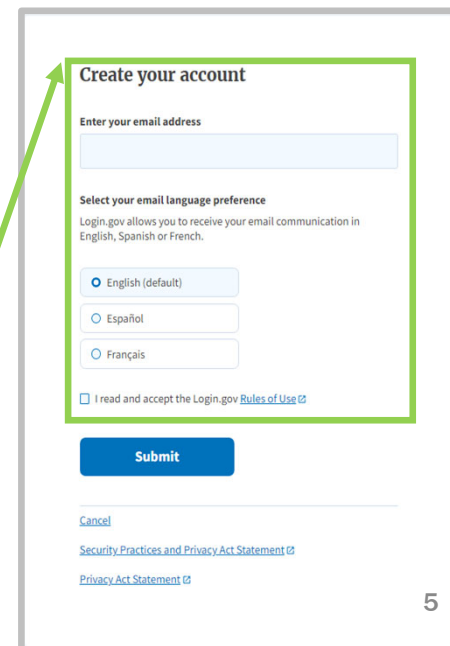 Create your account
Enter your email address
Select your email language preference
Login.gov allows you to receive your email communication in
English, Spanish or French.
English (default)
Español
Français
I read and accept the Login.gov Rules of Use
Submit
Cancel
Security Practices and Privacy Act Statement
Privacy Act Statement
5